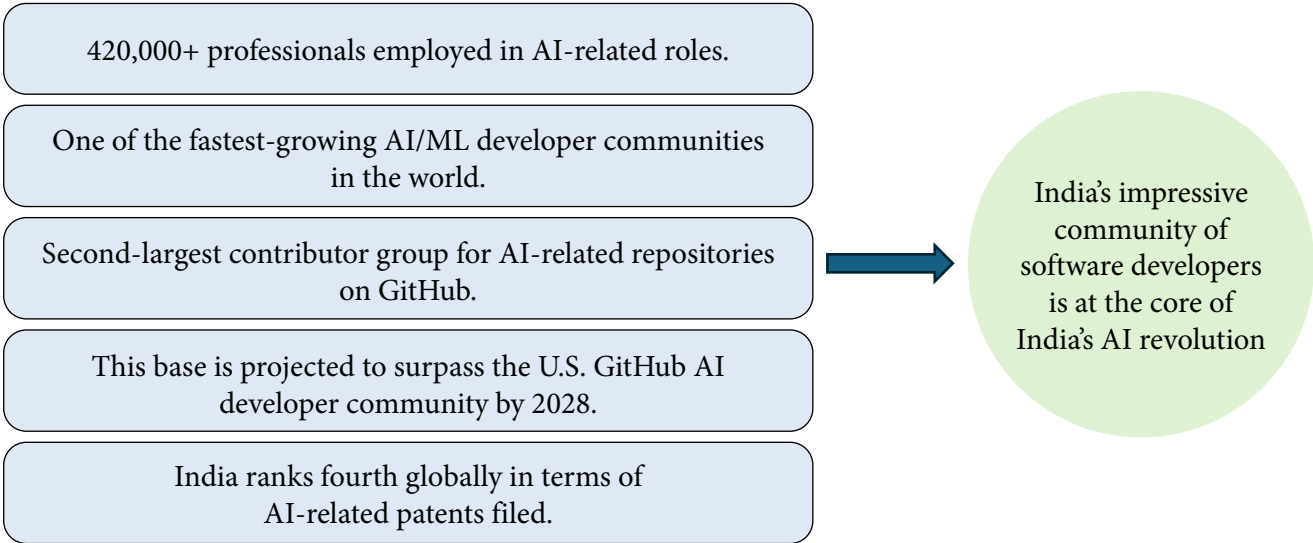 420,000+ professionals employed in AI-related roles.
One of the fastest-growing AI/ML developer communities
in the world.
Second-largest contributor group for AI-related repositories
on GitHub.
This base is projected to surpass the U.S. GitHub AI
developer community by 2028.
India ranks fourth globally in terms of
AI-related patents filed.
India’s impressive
community of
software developers
is at the core of
India’s AI revolution